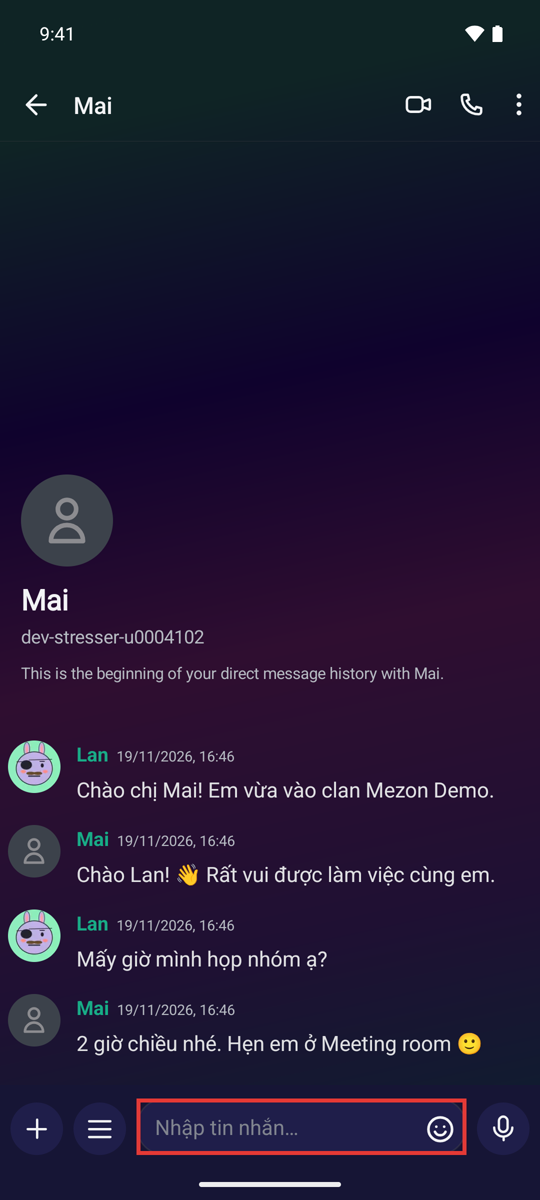 9:41
Mai
Mai
dev-stresser-u0004102
This is the beginning of your direct message history with Mai.
Lan 19/11/2026, 16:46
Chào chị Mai! Em vừa vào clan Mezon Demo.
Mai 19/11/2026, 16:46
Chào Lan! 👋 Rất vui được làm việc cùng em.
Lan 19/11/2026, 16:46
Mấy giờ mình họp nhóm ạ?
Mai 19/11/2026, 16:46
2 giờ chiều nhé. Hẹn em ở Meeting room 🙂
Nhập tin nhắn...